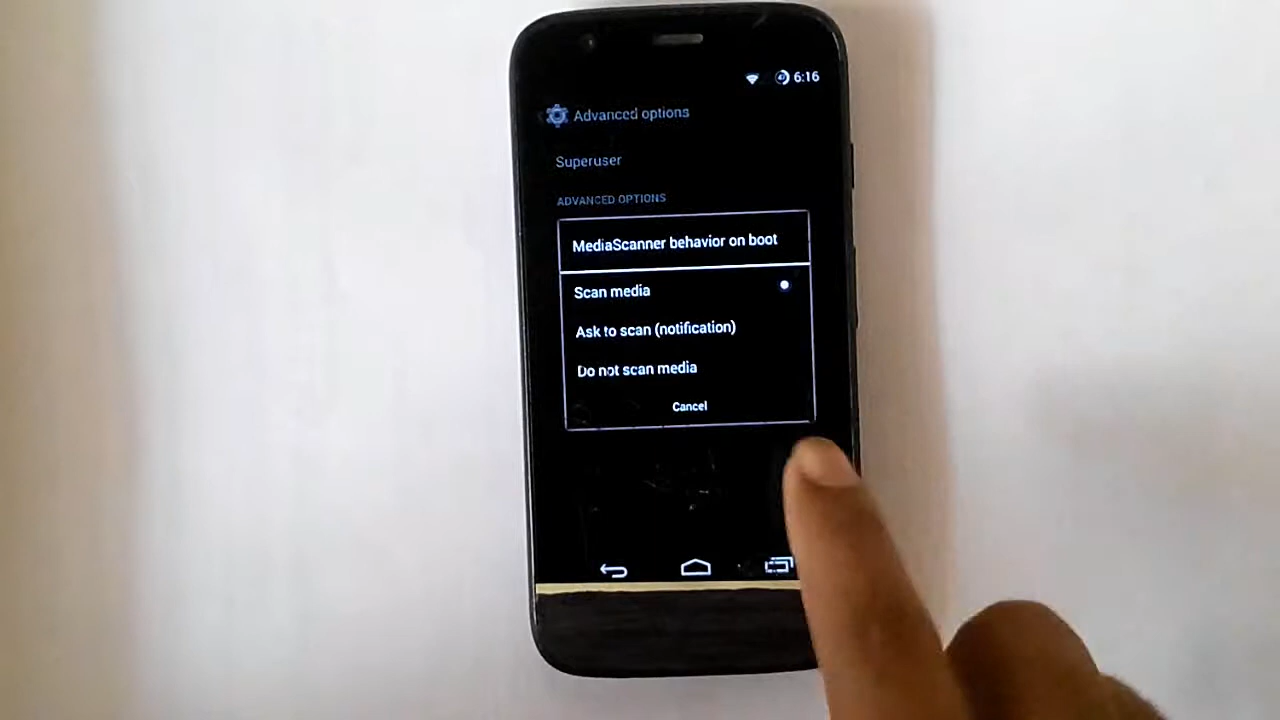 6:16
Advanced options
Superuser
ADVANCED OPTIONS
MediaScanner behavior on boot
Scan media
Ask to scan (notification)
Do not scan media
Cancel